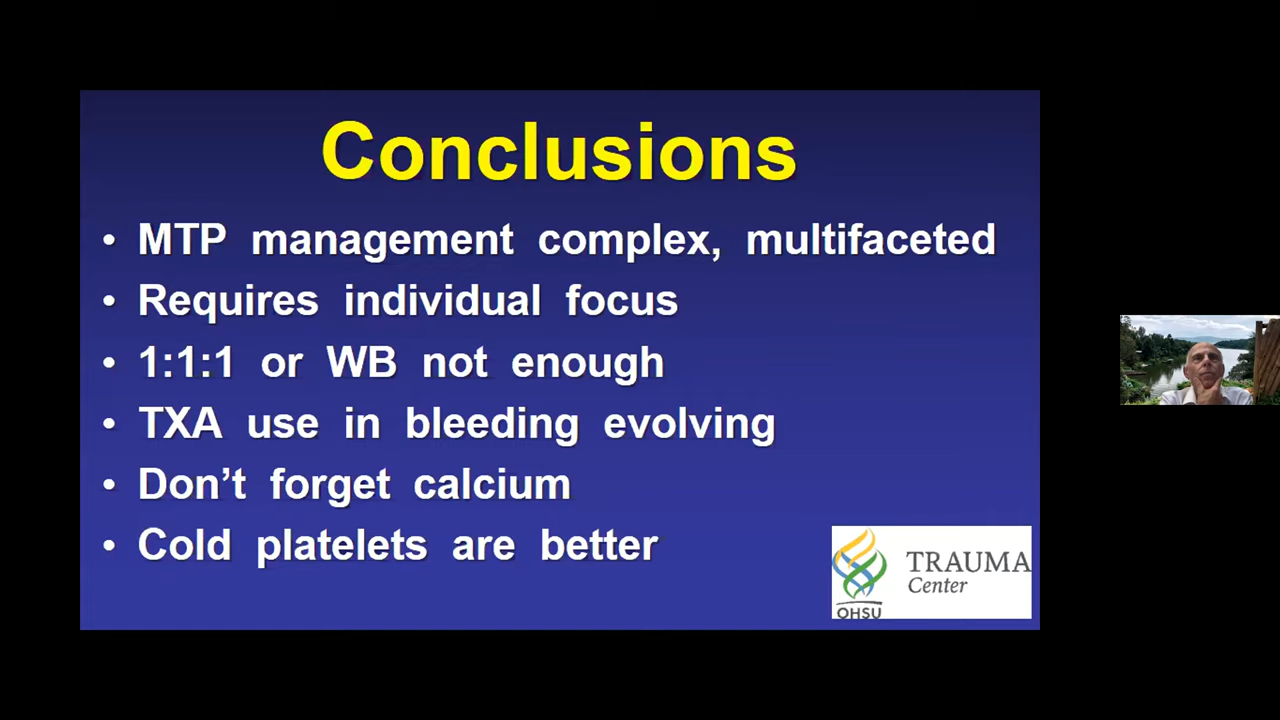 Conclusions
• MTP management complex, multifaceted
• Requires individual focus
• 1:1:1 or WB not enough
• TXA use in bleeding evolving
• Don’t forget calcium
• Cold platelets are better
TRAUMA
Center
OHSU